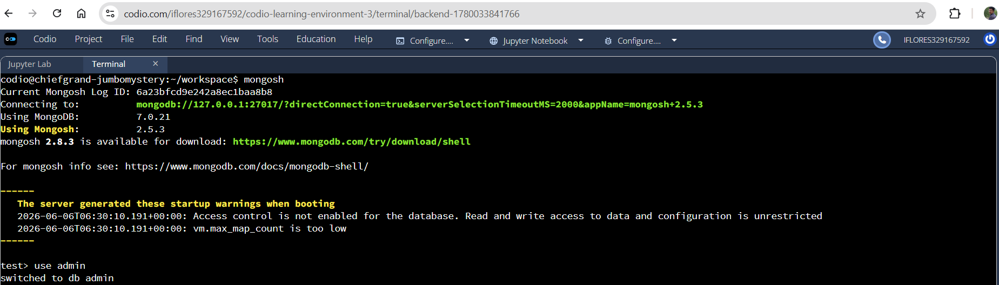 codio.com/iflores329167592/codio-learning-environment-3/terminal/backend-1780033841766
Codio Project File Edit Find View Tools Education Help Configure.... Jupyter Notebook Configure.... IFLORES329167592
Jupyter Lab Terminal ×
codio@chiefgrand-jumbomystery:~/workspace$ mongosh
Current Mongosh Log ID: 6a23bfcd9e242a8ec1baa8b8
Connecting to: mongodb://127.0.0.1:27017/?directConnection=true&serverSelectionTimeoutMS=2000&appName=mongosh+2.5.3
Using MongoDB: 7.0.21
Using Mongosh: 2.5.3
mongosh 2.8.3 is available for download: https://www.mongodb.com/try/download/shell
For mongosh info see: https://www.mongodb.com/docs/mongodb-shell/
------
The server generated these startup warnings when booting
2026-06-06T06:30:10.191+00:00: Access control is not enabled for the database. Read and write access to data and configuration is unrestricted
2026-06-06T06:30:10.191+00:00: vm.max_map_count is too low
------
test> use admin
switched to db admin